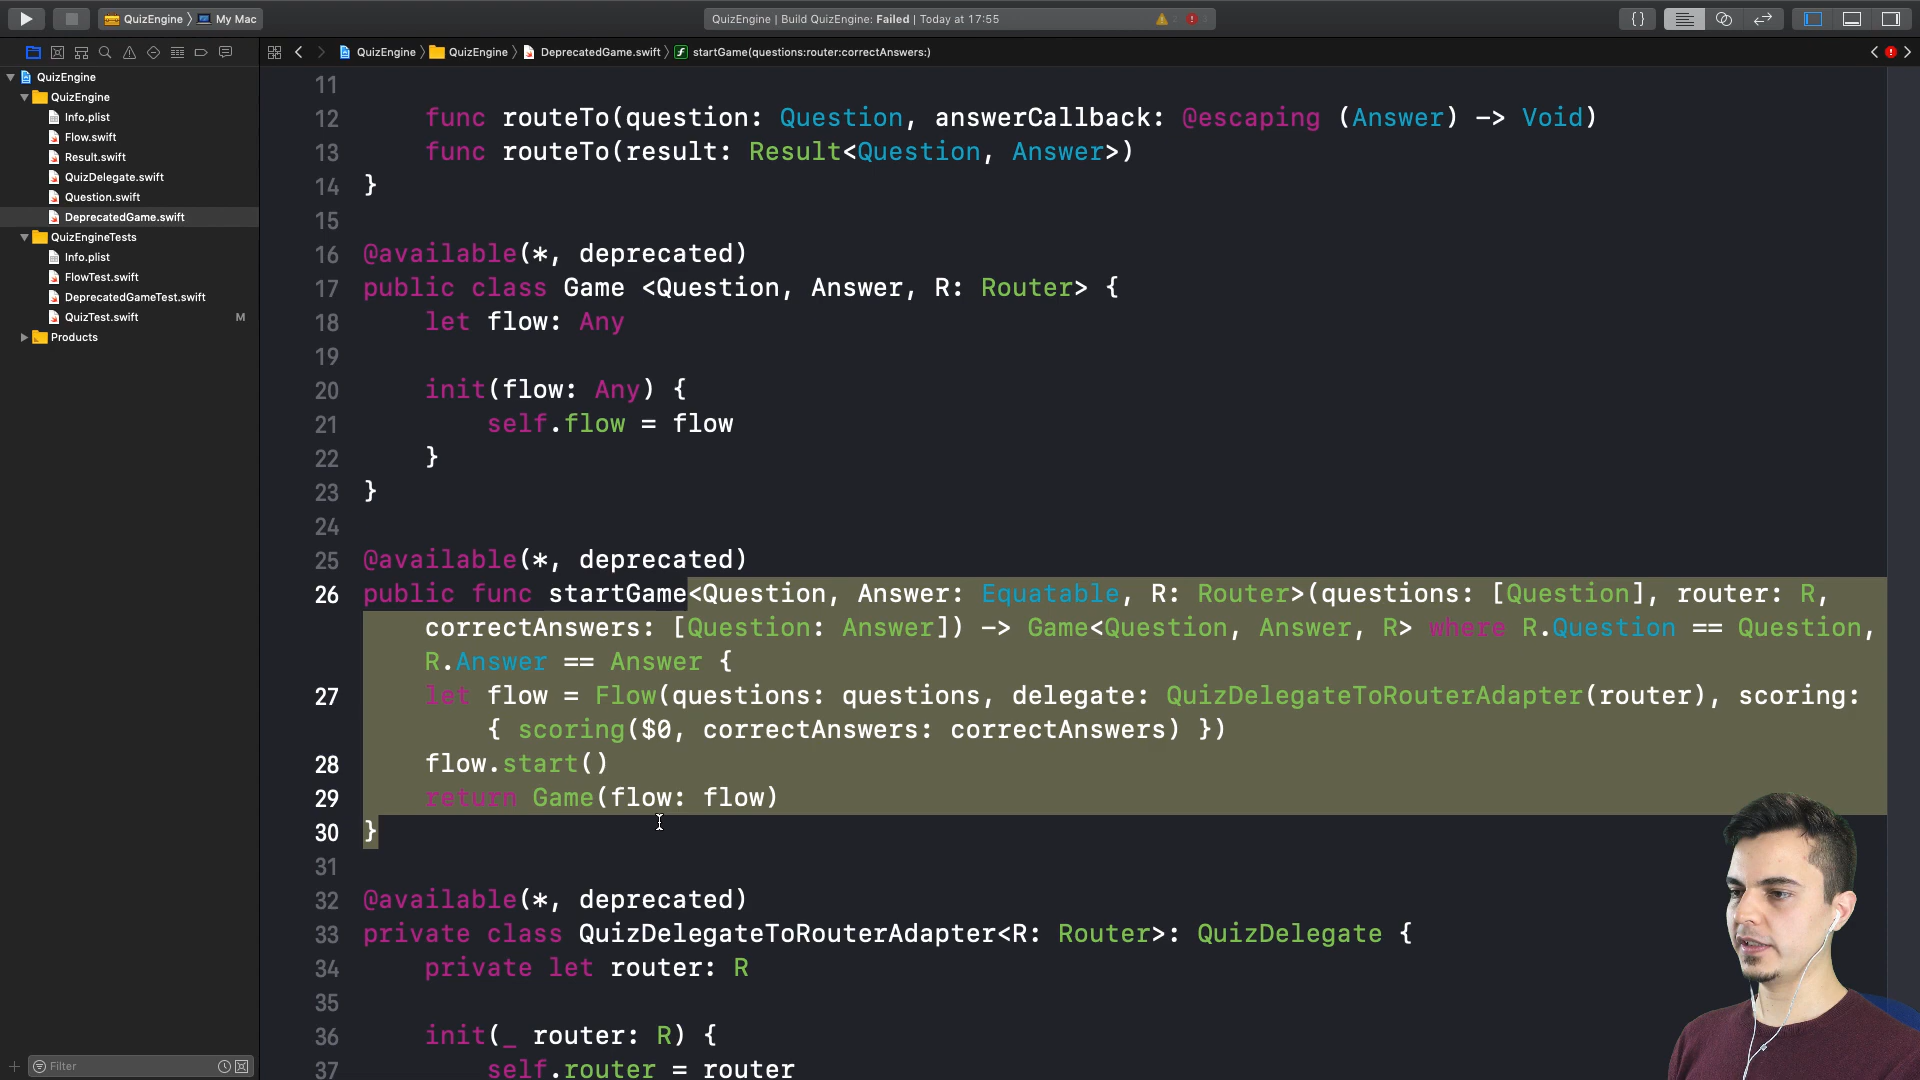 QuizEngine › My Mac
QuizEngine | Build QuizEngine: Failed | Today at 17:55
QuizEngine › QuizEngine › DeprecatedGame.swift › startGame(questions:router:correctAnswers:)
QuizEngine
QuizEngine
Info.plist
Flow.swift
Result.swift
QuizDelegate.swift
Question.swift
DeprecatedGame.swift
QuizEngineTests
Info.plist
FlowTest.swift
DeprecatedGameTest.swift
QuizTest.swift M
Products
Filter
11
12 func routeTo(question: Question, answerCallback: @escaping (Answer) -> Void)
13 func routeTo(result: Result<Question, Answer>)
14 }
15
16 @available(*, deprecated)
17 public class Game <Question, Answer, R: Router> {
18 let flow: Any
19
20 init(flow: Any) {
21 self.flow = flow
22 }
23 }
24
25 @available(*, deprecated)
26 public func startGame<Question, Answer: Equatable, R: Router>(questions: [Question], router: R,
correctAnswers: [Question: Answer]) -> Game<Question, Answer, R> where R.Question == Question,
R.Answer == Answer {
27 let flow = Flow(questions: questions, delegate: QuizDelegateToRouterAdapter(router), scoring:
{ scoring($0, correctAnswers: correctAnswers) })
28 flow.start()
29 return Game(flow: flow)
30 }
31
32 @available(*, deprecated)
33 private class QuizDelegateToRouterAdapter<R: Router>: QuizDelegate {
34 private let router: R
35
36 init(_ router: R) {
37 self.router = router